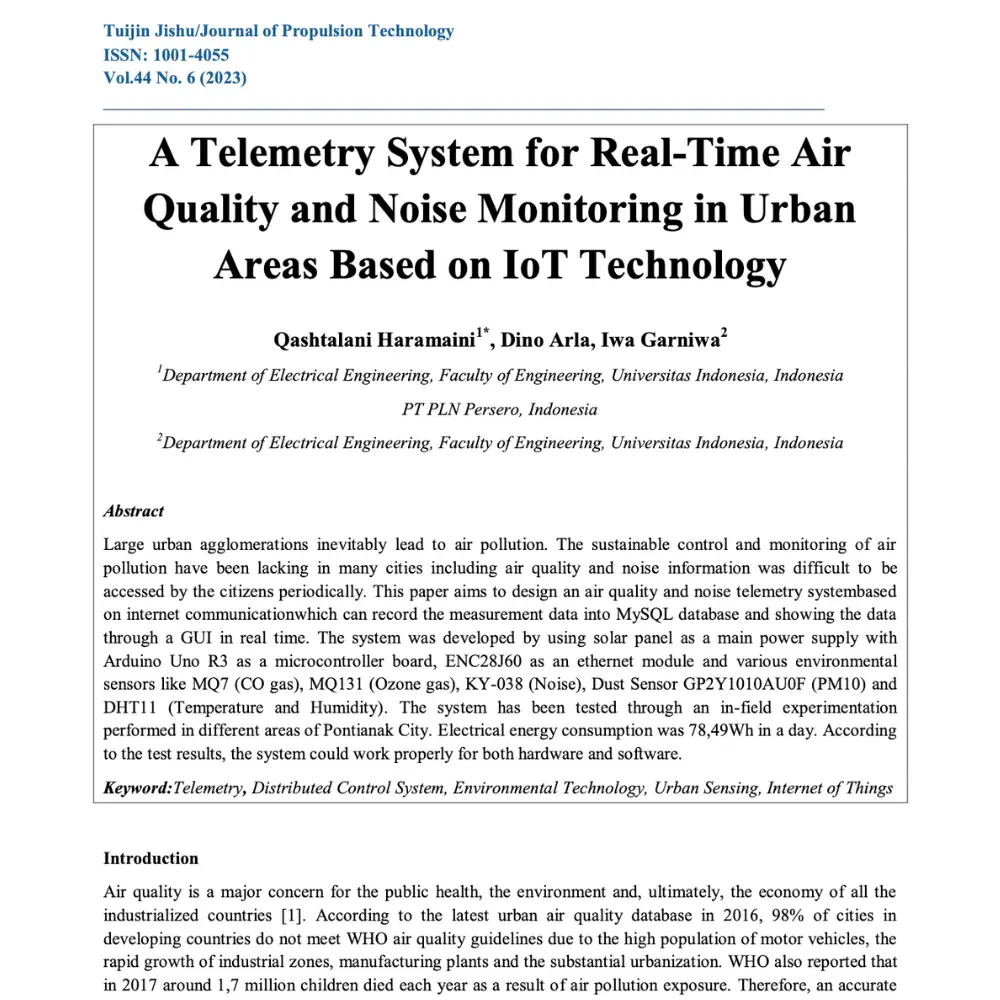 Tuijin Jishu/Journal of Propulsion Technology
ISSN: 1001-4055
Vol.44 No. 6 (2023)
A Telemetry System for Real-Time Air
Quality and Noise Monitoring in Urban
Areas Based on IoT Technology
Qashtalani Haramaini1*, Dino Arla, Iwa Garniwa2
1Department of Electrical Engineering, Faculty of Engineering, Universitas Indonesia, Indonesia
PT PLN Persero, Indonesia
2Department of Electrical Engineering, Faculty of Engineering, Universitas Indonesia, Indonesia
Abstract
Large urban agglomerations inevitably lead to air pollution. The sustainable control and monitoring of air
pollution have been lacking in many cities including air quality and noise information was difficult to be
accessed by the citizens periodically. This paper aims to design an air quality and noise telemetry systembased
on internet communicationwhich can record the measurement data into MySQL database and showing the data
through a GUI in real time. The system was developed by using solar panel as a main power supply with
Arduino Uno R3 as a microcontroller board, ENC28J60 as an ethernet module and various environmental
sensors like MQ7 (CO gas), MQ131 (Ozone gas), KY-038 (Noise), Dust Sensor GP2Y1010AU0F (PM10) and
DHT11 (Temperature and Humidity). The system has been tested through an in-field experimentation
performed in different areas of Pontianak City. Electrical energy consumption was 78,49Wh in a day. According
to the test results, the system could work properly for both hardware and software.
Keyword:Telemetry, Distributed Control System, Environmental Technology, Urban Sensing, Internet of Things
Introduction
Air quality is a major concern for the public health, the environment and, ultimately, the economy of all the
industrialized countries [1]. According to the latest urban air quality database in 2016, 98% of cities in
developing countries do not meet WHO air quality guidelines due to the high population of motor vehicles, the
rapid growth of industrial zones, manufacturing plants and the substantial urbanization. WHO also reported that
in 2017 around 1,7 million children died each year as a result of air pollution exposure. Therefore, an accurate